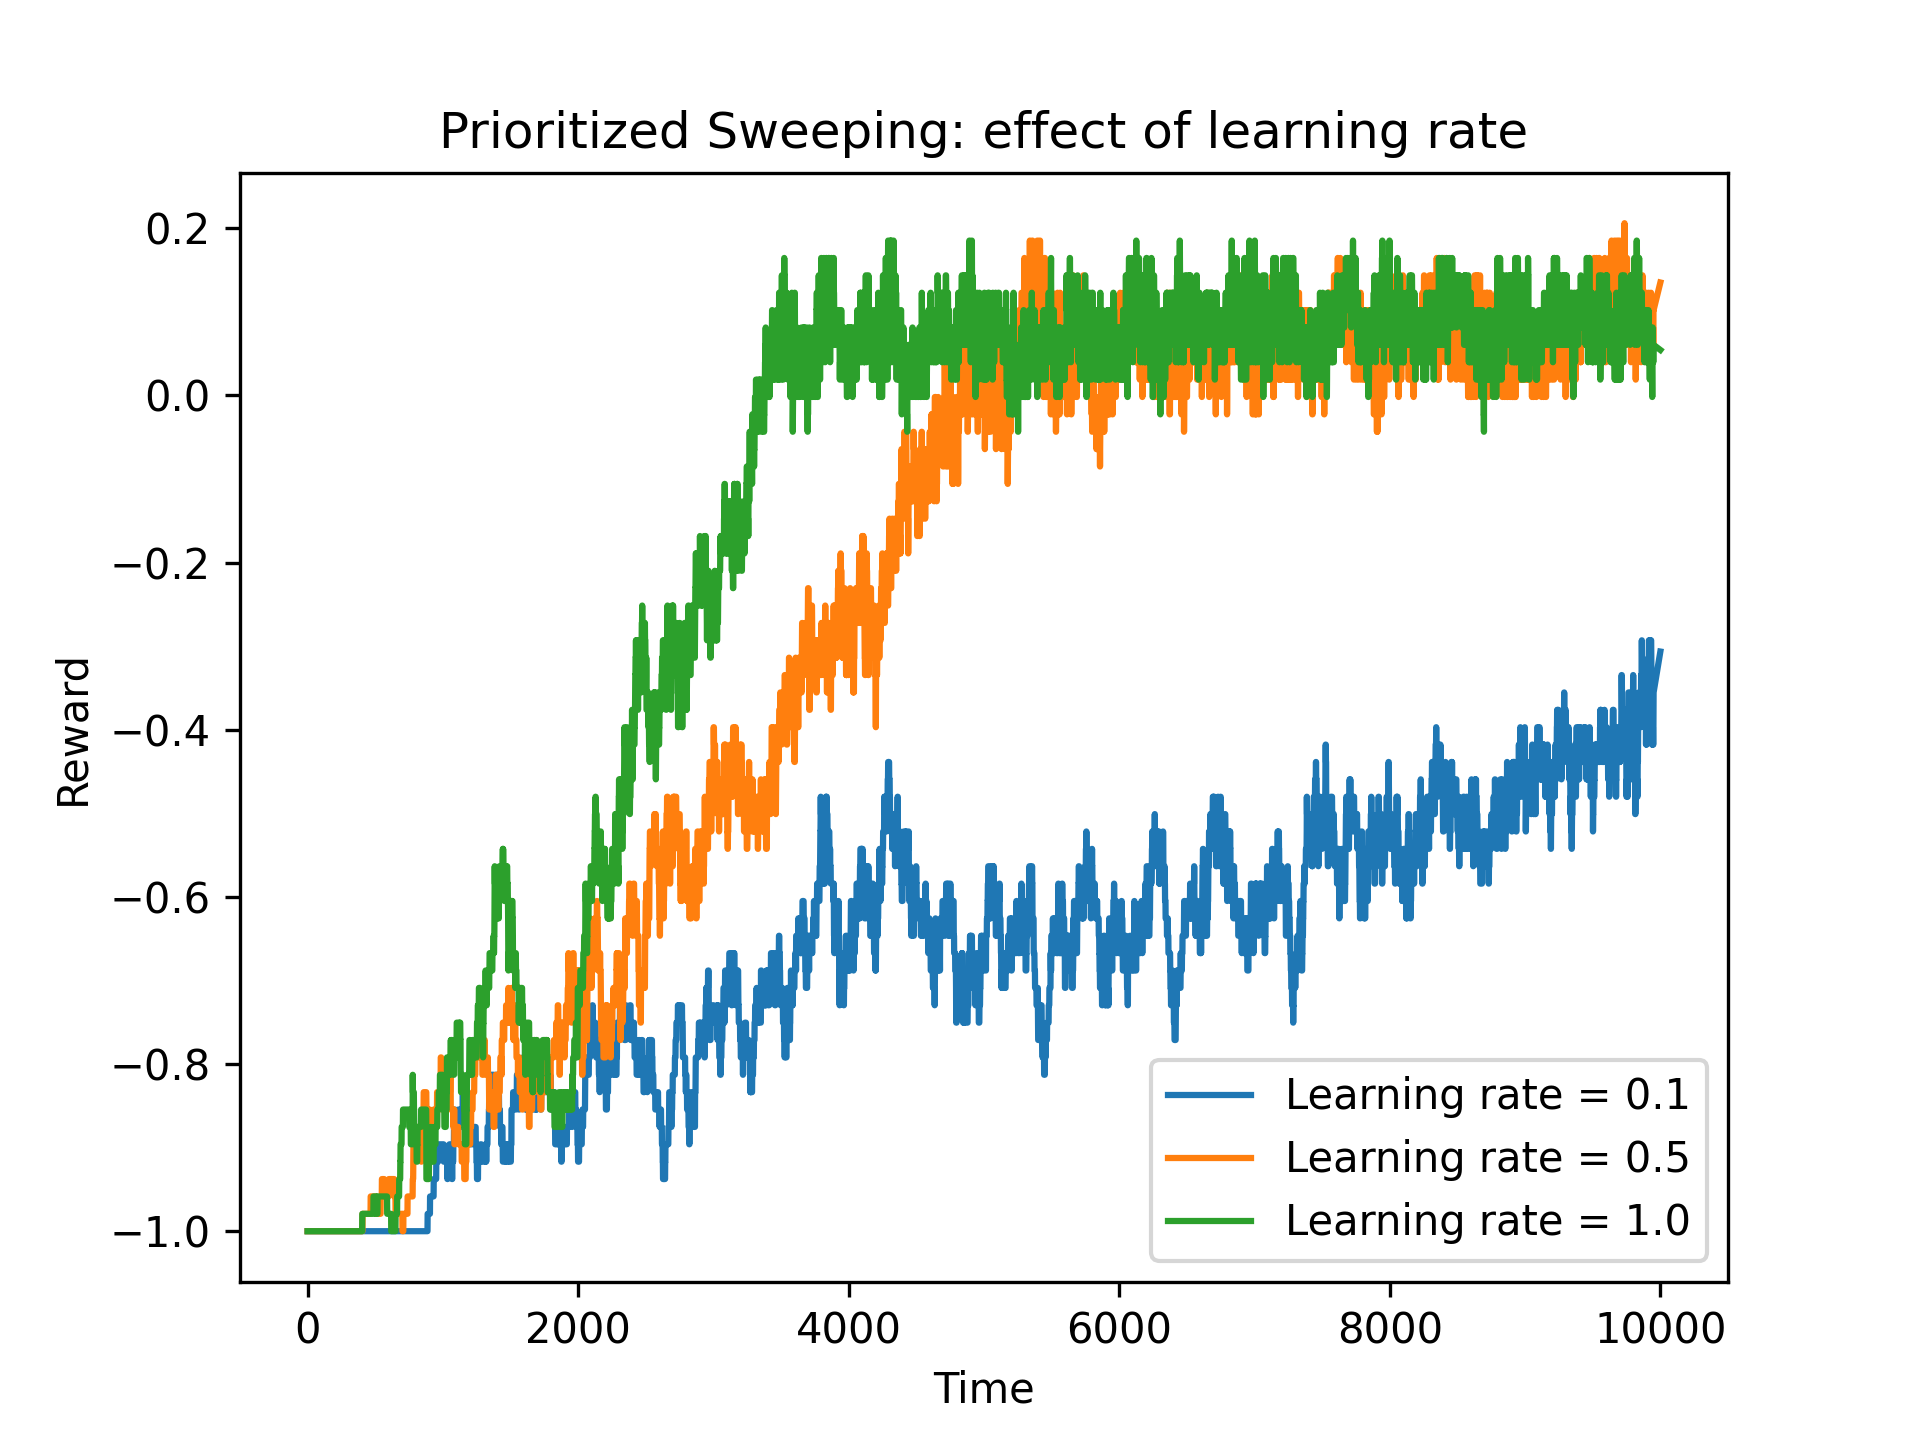 Prioritized Sweeping: effect of learning rate
0.2
0.0
−0.2
−0.4
−0.6
−0.8
−1.0
Reward
Learning rate = 0.1
Learning rate = 0.5
Learning rate = 1.0
0 2000 4000 6000 8000 10000
Time